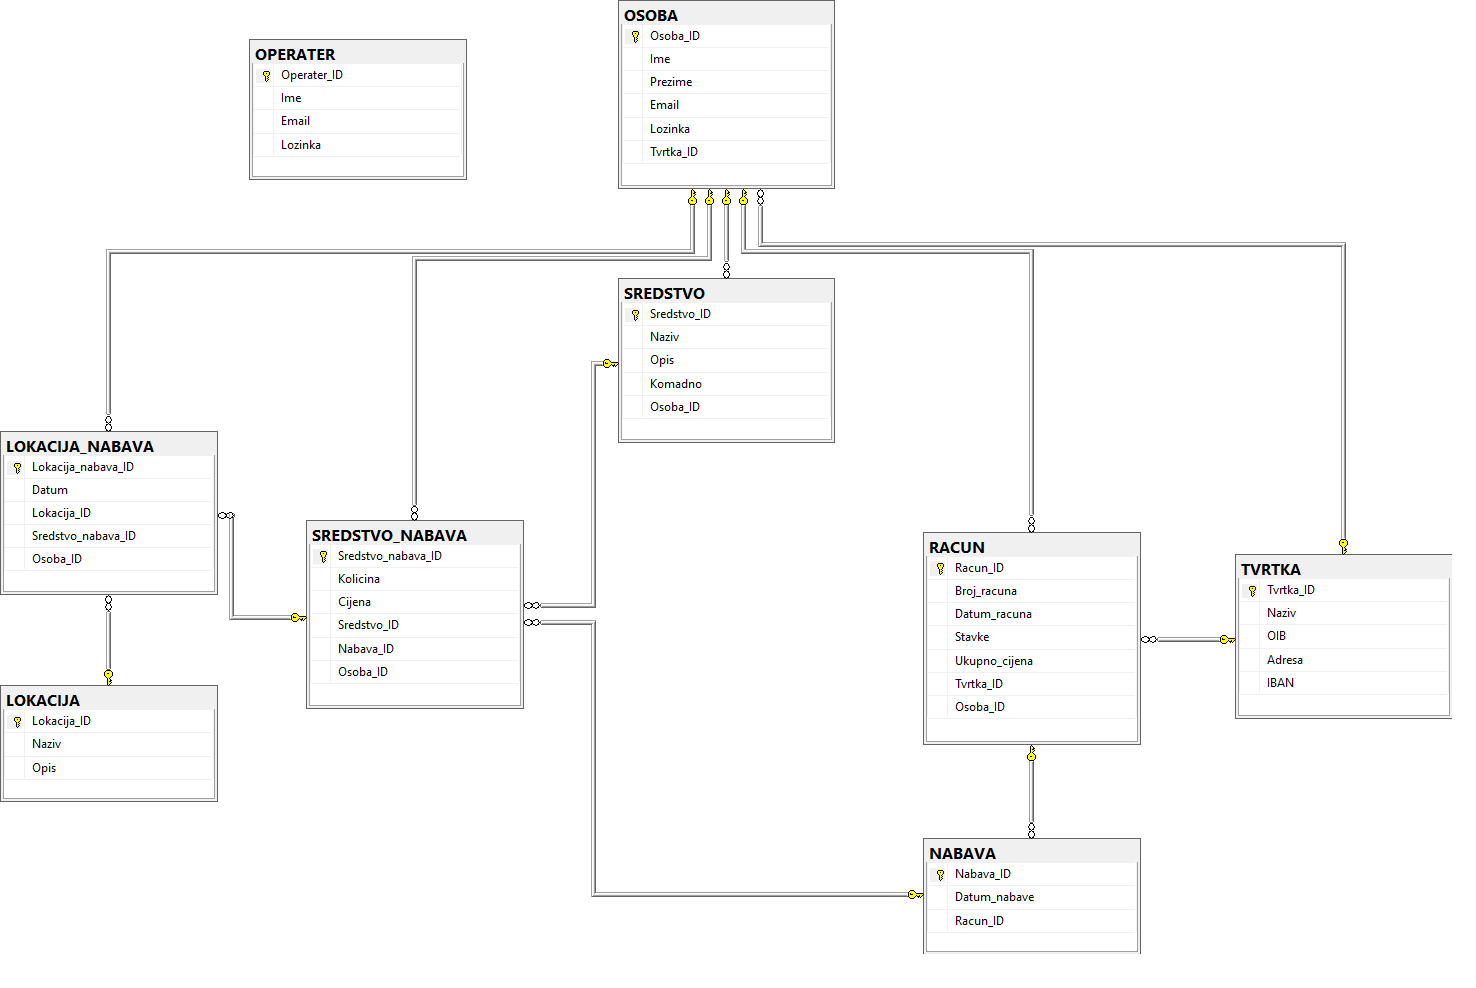 OSOBA
Osoba_ID
Ime
Prezime
Email
Lozinka
Tvrtka_ID
OPERATER
Operater_ID
Ime
Email
Lozinka
SREDSTVO
Sredstvo_ID
Naziv
Opis
Komadno
Osoba_ID
LOKACIJA_NABAVA
Lokacija_nabava_ID
Datum
Lokacija_ID
Sredstvo_nabava_ID
Osoba_ID
SREDSTVO_NABAVA
Sredstvo_nabava_ID
Kolicina
Cijena
Sredstvo_ID
Nabava_ID
Osoba_ID
RACUN
Racun_ID
Broj_racuna
Datum_racuna
Stavke
Ukupno_cijena
Tvrtka_ID
Osoba_ID
TVRTKA
Tvrtka_ID
Naziv
OIB
Adresa
IBAN
LOKACIJA
Lokacija_ID
Naziv
Opis
NABAVA
Nabava_ID
Datum_nabave
Racun_ID